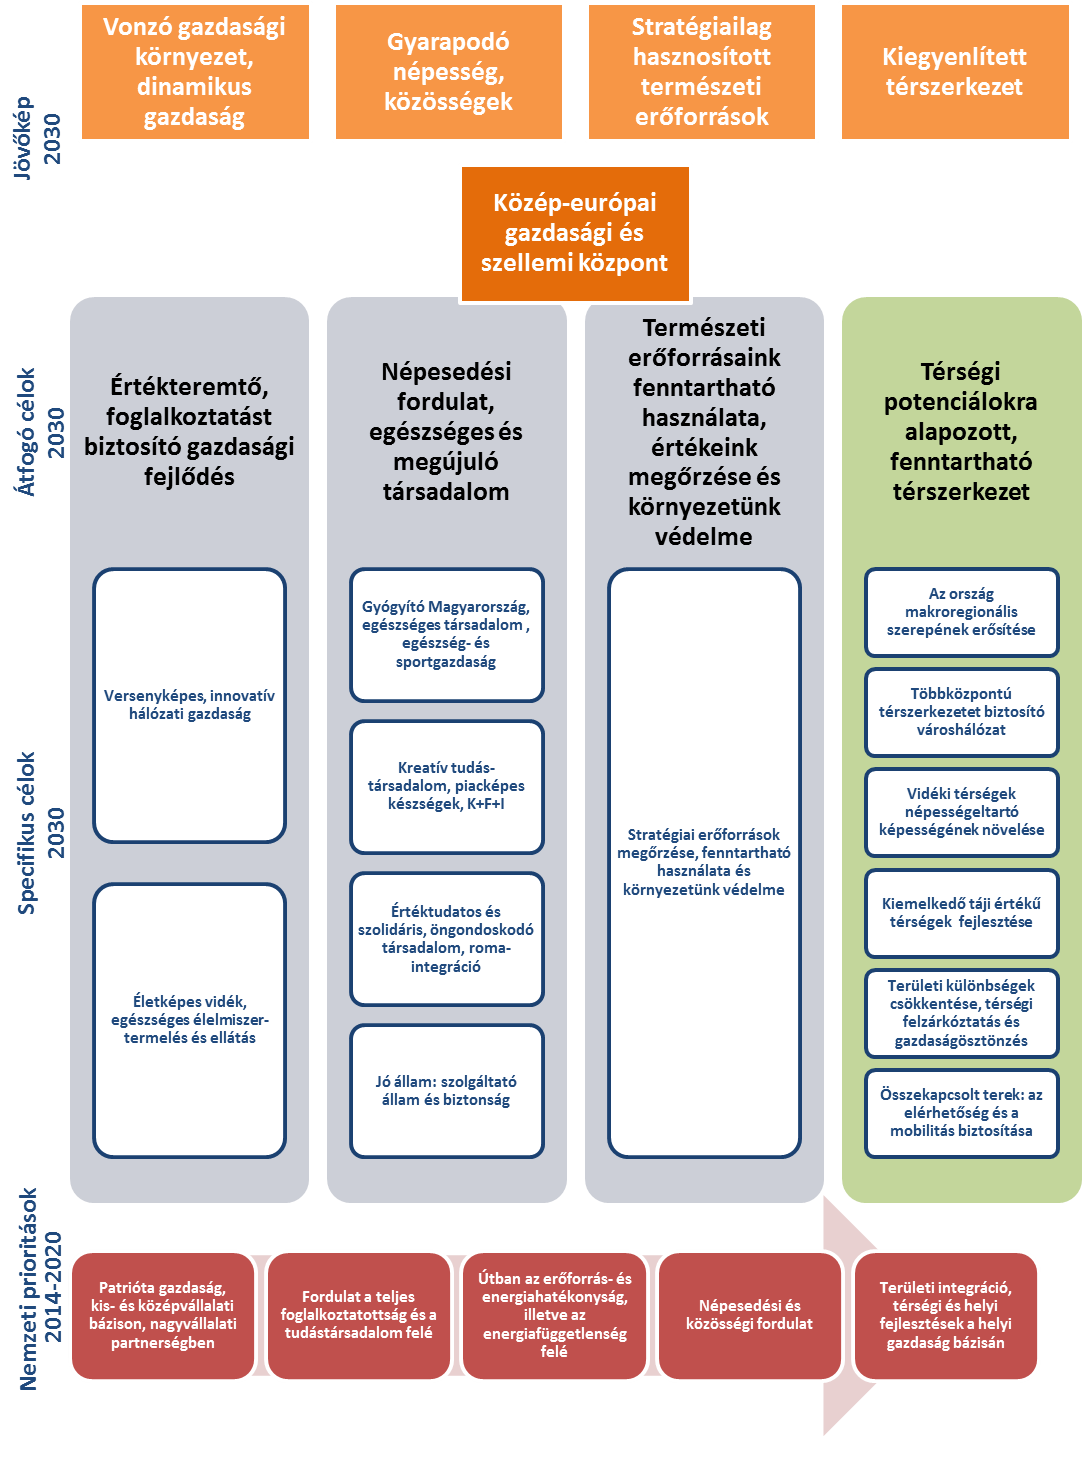 Jövőkép
2030
Vonzó gazdasági
környezet,
dinamikus
gazdaság
Gyarapodó
népesség,
közösségek
Stratégiailag
hasznosított
természeti
erőforrások
Kiegyenlített
térszerkezet
Közép-európai
gazdasági és
szellemi központ
Átfogó célok
2030
Értékteremtő,
foglalkoztatást
biztosító gazdasági
fejlődés
Népesedési
fordulat,
egészséges és
megújuló
társadalom
Természeti
erőforrásaink
fenntartható
használata,
értékeink
megőrzése és
környezetünk
védelme
Térségi
potenciálokra
alapozott,
fenntartható
térszerkezet
Specifikus célok
2030
Versenyképes, innovatív
hálózati gazdaság
Életképes vidék,
egészséges élelmiszer-
termelés és ellátás
Gyógyító Magyarország,
egészséges társadalom ,
egészség- és
sportgazdaság
Kreatív tudás-
társadalom, piacképes
készségek, K+F+I
Értéktudatos és
szolidáris, öngondoskodó
társadalom, roma-
integráció
Jó állam: szolgáltató
állam és biztonság
Stratégiai erőforrások
megőrzése, fenntartható
használata és
környezetünk védelme
Az ország
makroregionális
szerepének erősítése
Többközpontú
térszerkezetet biztosító
városhálózat
Vidéki térségek
népességeltartó
képességének növelése
Kiemelkedő táji értékű
térségek fejlesztése
Területi különbségek
csökkentése, térségi
felzárkóztatás és
gazdaságösztönzés
Összekapcsolt terek: az
elérhetőség és a
mobilitás biztosítása
Nemzeti prioritások
2014-2020
Patrióta gazdaság,
kis- és középvállalati
bázison, nagyvállalati
partnerségben
Fordulat a teljes
foglalkoztatottság és a
tudástársadalom felé
Útban az erőforrás- és
energiahatékonyság,
illetve az
energiafüggetlenség
felé
Népesedési és
közösségi fordulat
Területi integráció,
térségi és helyi
fejlesztések a helyi
gazdaság bázisán